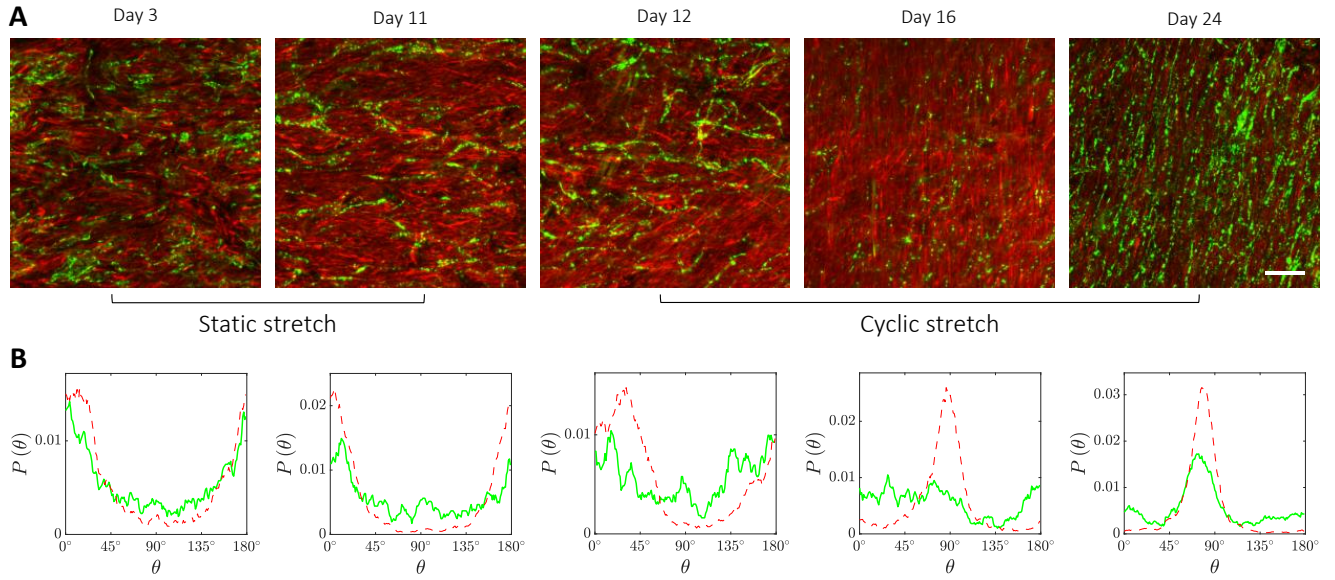 A
Day 3
Day 11
Day 12
Day 16
Day 24
Static stretch
Cyclic stretch
B
P (θ)
0.01
0
0° 45° 90° 135° 180°
θ
P (θ)
0.02
0.01
0
0° 45° 90° 135° 180°
θ
P (θ)
0.01
0
0° 45° 90° 135° 180°
θ
P (θ)
0.02
0.01
0
0° 45° 90° 135° 180°
θ
P (θ)
0.03
0.02
0.01
0
0° 45° 90° 135° 180°
θ